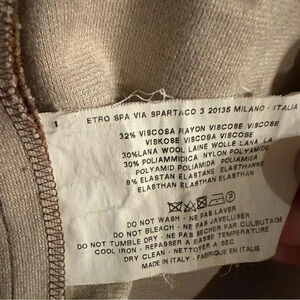 1
ETRO SPA VIA SPARTACO 3 20135 MILANO - ITALIA
32% VISCOSA RAYON VISCOSE VISCOSE
VISKOSE VISCOSA VISCOSE
30% LANA WOOL LAINE WOLLE LANA LA
30% POLIAMMIDICA NYLON POLYAMIDE
POLYAMID POLIAMIDA POLIAMIDA
8% ELASTAN ELASTANE ELASTHANNE
ELASTHAN ELASTAN ELASTAN
DO NOT WASH - NE PAS LAVER
DO NOT BLEACH - NE PAS JAVELLISER
DO NOT TUMBLE DRY - NE PAS SECHER PAR CULBUTAGE
COOL IRON - REPASSER A BASSE TEMPERATURE
DRY CLEAN - NETTOYER A SEC
MADE IN ITALY - FABRIQUE EN ITALIE